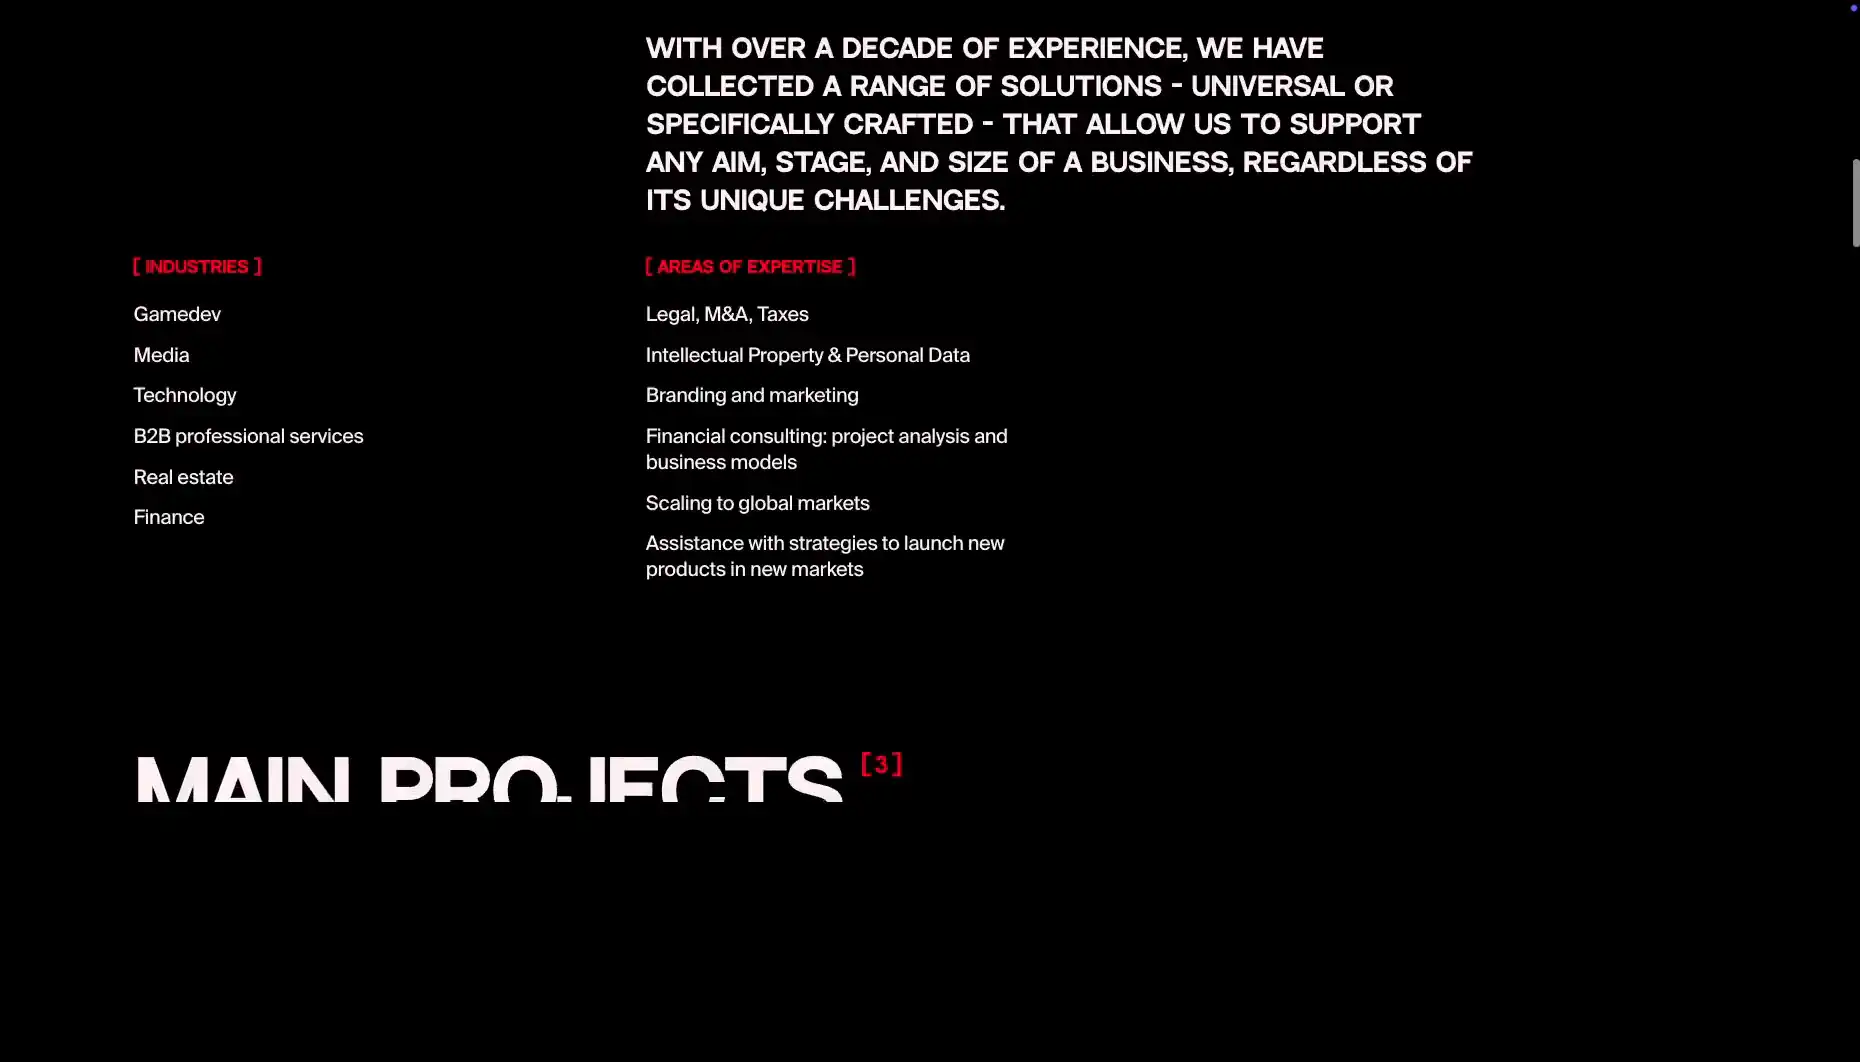 WITH OVER A DECADE OF EXPERIENCE, WE HAVE
COLLECTED A RANGE OF SOLUTIONS - UNIVERSAL OR
SPECIFICALLY CRAFTED - THAT ALLOW US TO SUPPORT
ANY AIM, STAGE, AND SIZE OF A BUSINESS, REGARDLESS OF
ITS UNIQUE CHALLENGES.
[ INDUSTRIES ]
Gamedev
Media
Technology
B2B professional services
Real estate
Finance
[ AREAS OF EXPERTISE ]
Legal, M&A, Taxes
Intellectual Property & Personal Data
Branding and marketing
Financial consulting: project analysis and
business models
Scaling to global markets
Assistance with strategies to launch new
products in new markets
MAIN PROJECTS [3]